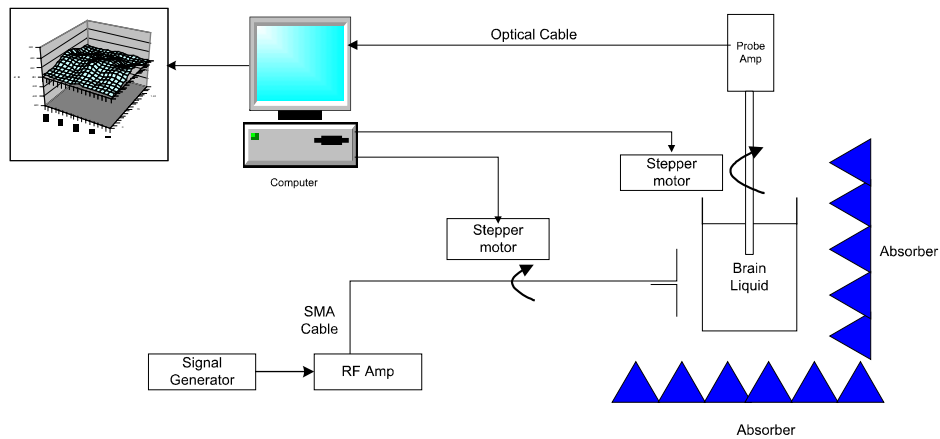 Optical Cable
Probe
Amp
Computer
Stepper
motor
Stepper
motor
Brain
Liquid
Absorber
SMA
Cable
Signal
Generator
RF Amp
Absorber